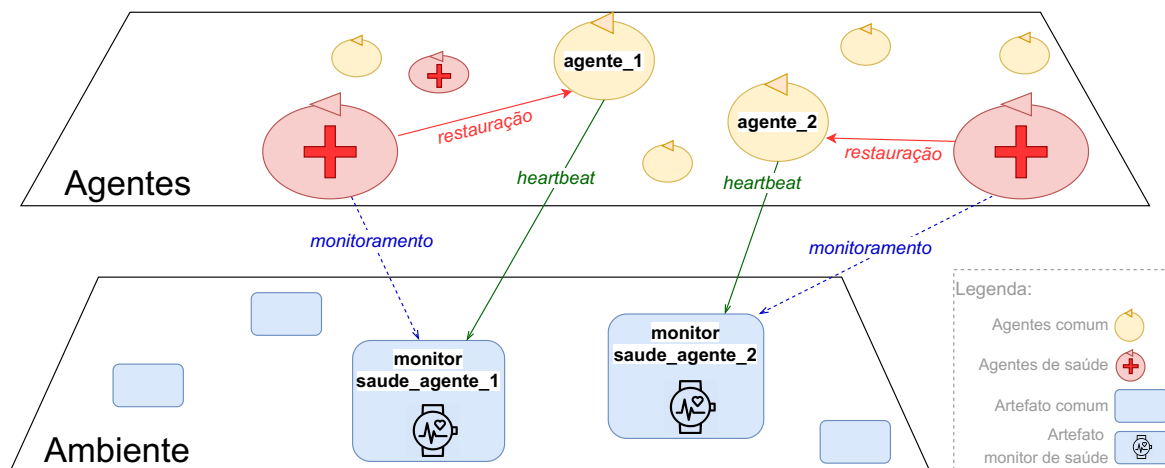 agente_1
agente_2
restauração
restauração
heartbeat
heartbeat
Agentes
monitoramento
monitoramento
monitor
saude_agente_1
monitor
saude_agente_2
Ambiente
Legenda:
Agentes comum
Agentes de saúde
Artefato comum
Artefato
monitor de saúde